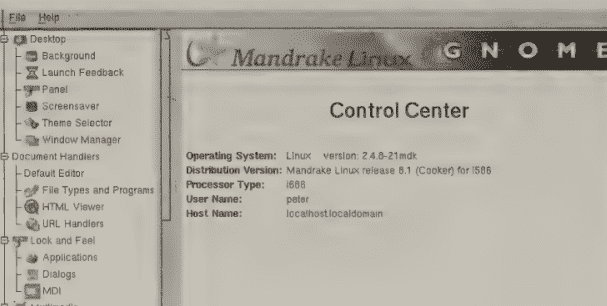 File Help
Desktop
Background
Launch Feedback
Panel
Screensaver
Theme Selector
Window Manager
Document Handlers
Default Editor
File Types and Programs
HTML Viewer
URL Handlers
Look and Feel
Applications
Dialogs
MDI
Multimedia
Mandrake Linux GNOME
Control Center
Operating System: Linux version: 2.4.8-21mdk
Distribution Version: Mandrake Linux release 8.1 (Cooker) for i586
Processor Type: i686
User Name: peter
Host Name: localhost.localdomain